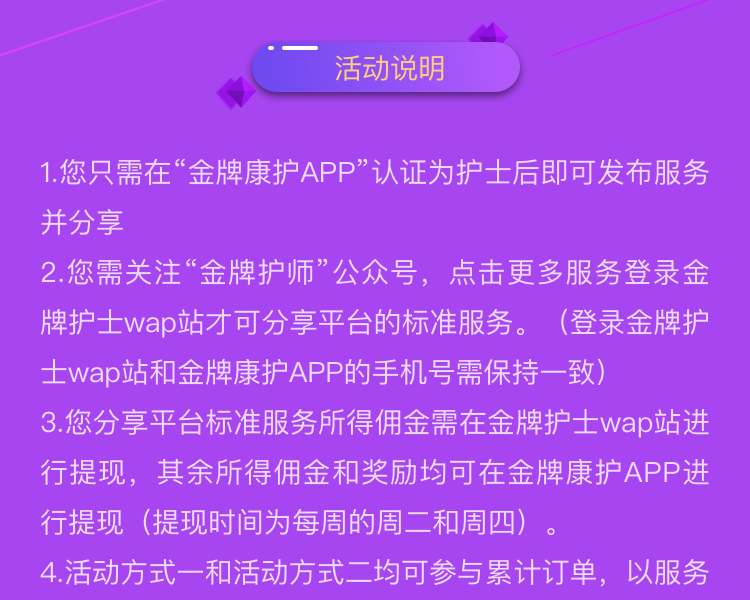 活动说明
1.您只需在“金牌康护APP”认证为护士后即可发布服务
并分享
2.您需关注“金牌护师”公众号，点击更多服务登录金
牌护士wap站才可分享平台的标准服务。（登录金牌护
士wap站和金牌康护APP的手机号需保持一致）
3.您分享平台标准服务所得佣金需在金牌护士wap站进
行提现，其余所得佣金和奖励均可在金牌康护APP进
行提现（提现时间为每周的周二和周四）。
4.活动方式一和活动方式二均可参与累计订单，以服务